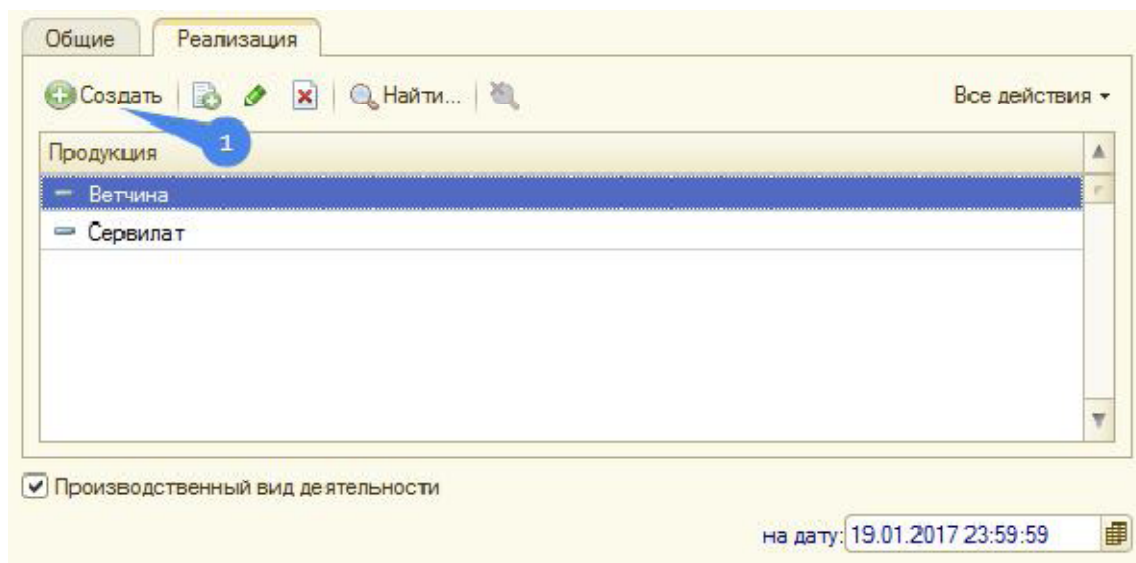 Общие Реализация
Создать Найти... Все действия
1
Продукция
Ветчина
Сервилат
Производственный вид деятельности
на дату: 19.01.2017 23:59:59